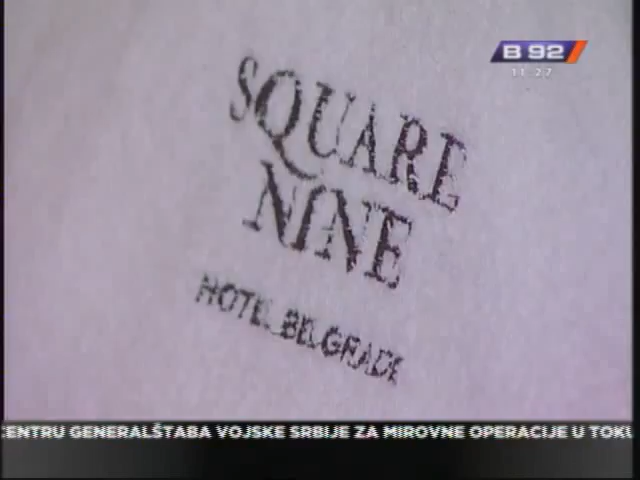 B 92
11 27
SQUARE
NINE
HOTEL BELGRADE
CENTRU GENERALŠTABA VOJSKE SRBIJE ZA MIROVNE OPERACIJE U TOKU